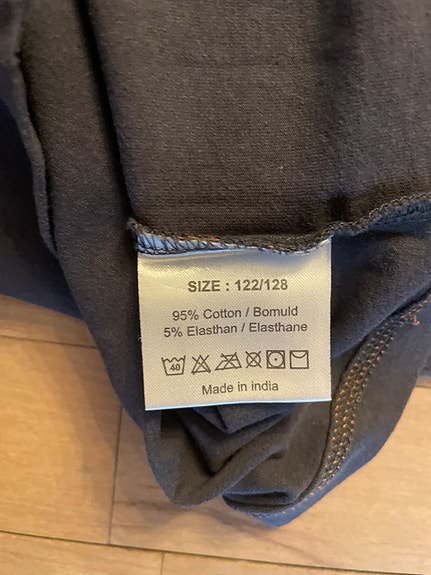 SIZE : 122/128
95% Cotton / Bomuld
5% Elasthan / Elasthane
40
Made in india